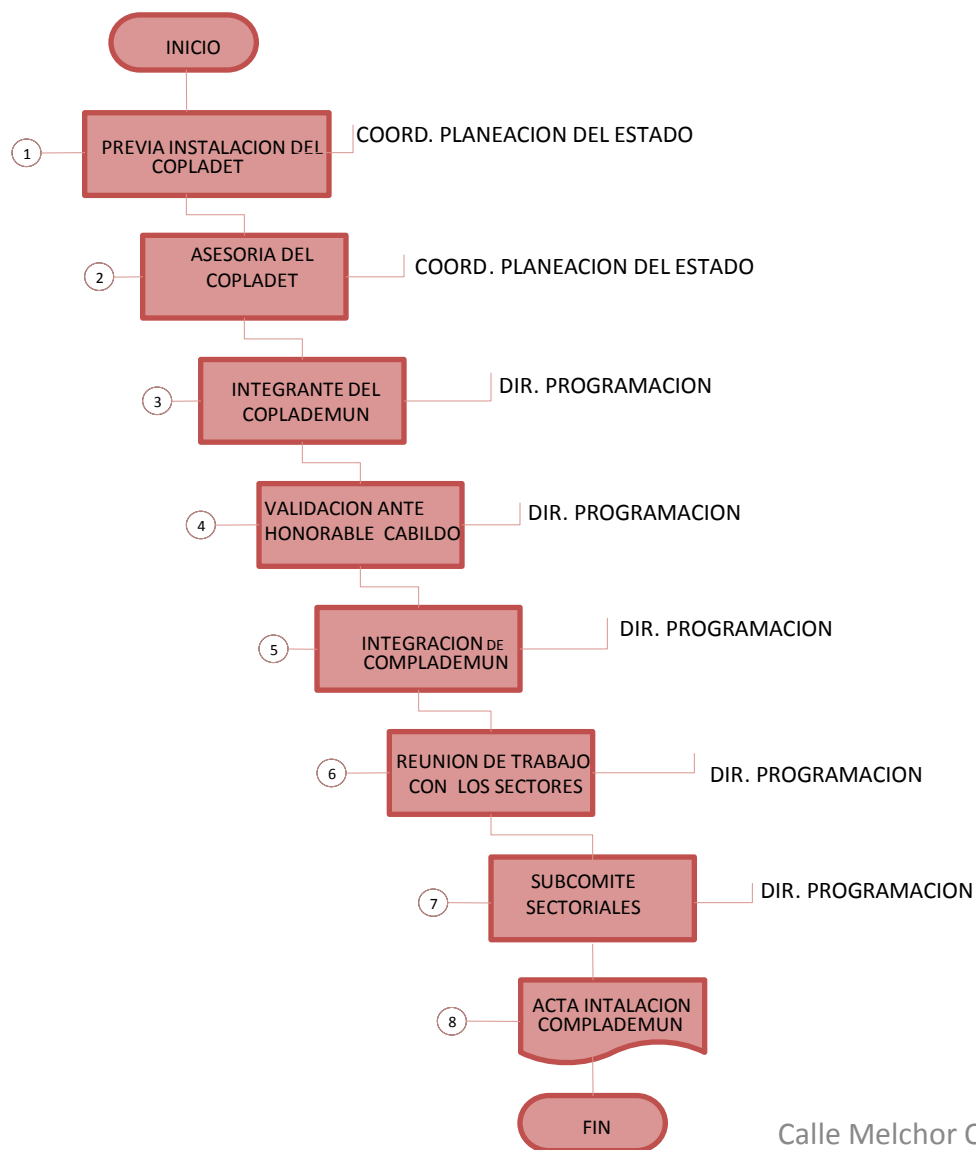 INICIO
1
PREVIA INSTALACION DEL
COPLADET
COORD. PLANEACION DEL ESTADO
2
ASESORIA DEL
COPLADET
COORD. PLANEACION DEL ESTADO
3
INTEGRANTE DEL
COPLADEMUN
DIR. PROGRAMACION
4
VALIDACION ANTE
HONORABLE CABILDO
DIR. PROGRAMACION
5
INTEGRACION DE
COMPLADEMUN
DIR. PROGRAMACION
6
REUNION DE TRABAJO
CON LOS SECTORES
DIR. PROGRAMACION
7
SUBCOMITE
SECTORIALES
DIR. PROGRAMACION
8
ACTA INTALACION
COMPLADEMUN
FIN
Calle Melchor